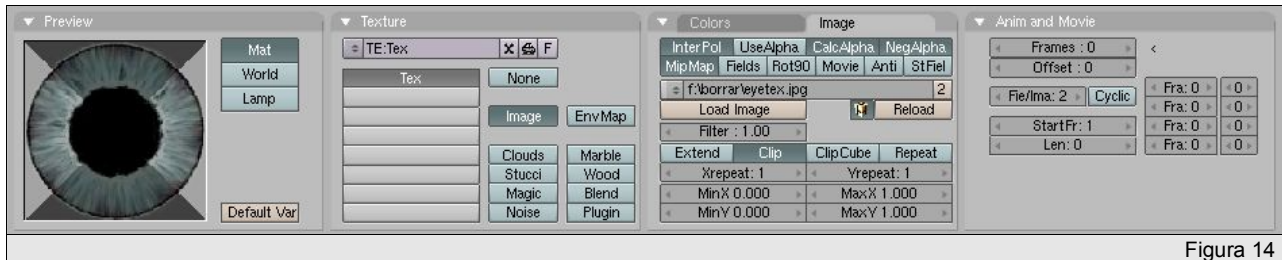 Preview
Mat
World
Lamp
Default Var
Texture
TE:Tex
X
F
Tex
None
Image
EnvMap
Clouds
Marble
Stucci
Wood
Magic
Blend
Noise
Plugin
Colors
Image
InterPol
UseAlpha
CalcAlpha
NegAlpha
MipMap
Fields
Rot90
Movie
Anti
StFiel
f:\borrar\eyetex.jpg
2
Load Image
Reload
Filter : 1.00
Extend
Clip
ClipCube
Repeat
Xrepeat: 1
Yrepeat: 1
MinX 0.000
MaxX 1.000
MinY 0.000
MaxY 1.000
Anim and Movie
Frames : 0
<
Offset : 0
Fie/Ima: 2
Cyclic
StartFr: 1
Len: 0
Fra: 0
0
Fra: 0
0
Fra: 0
0
Fra: 0
0
Figura 14